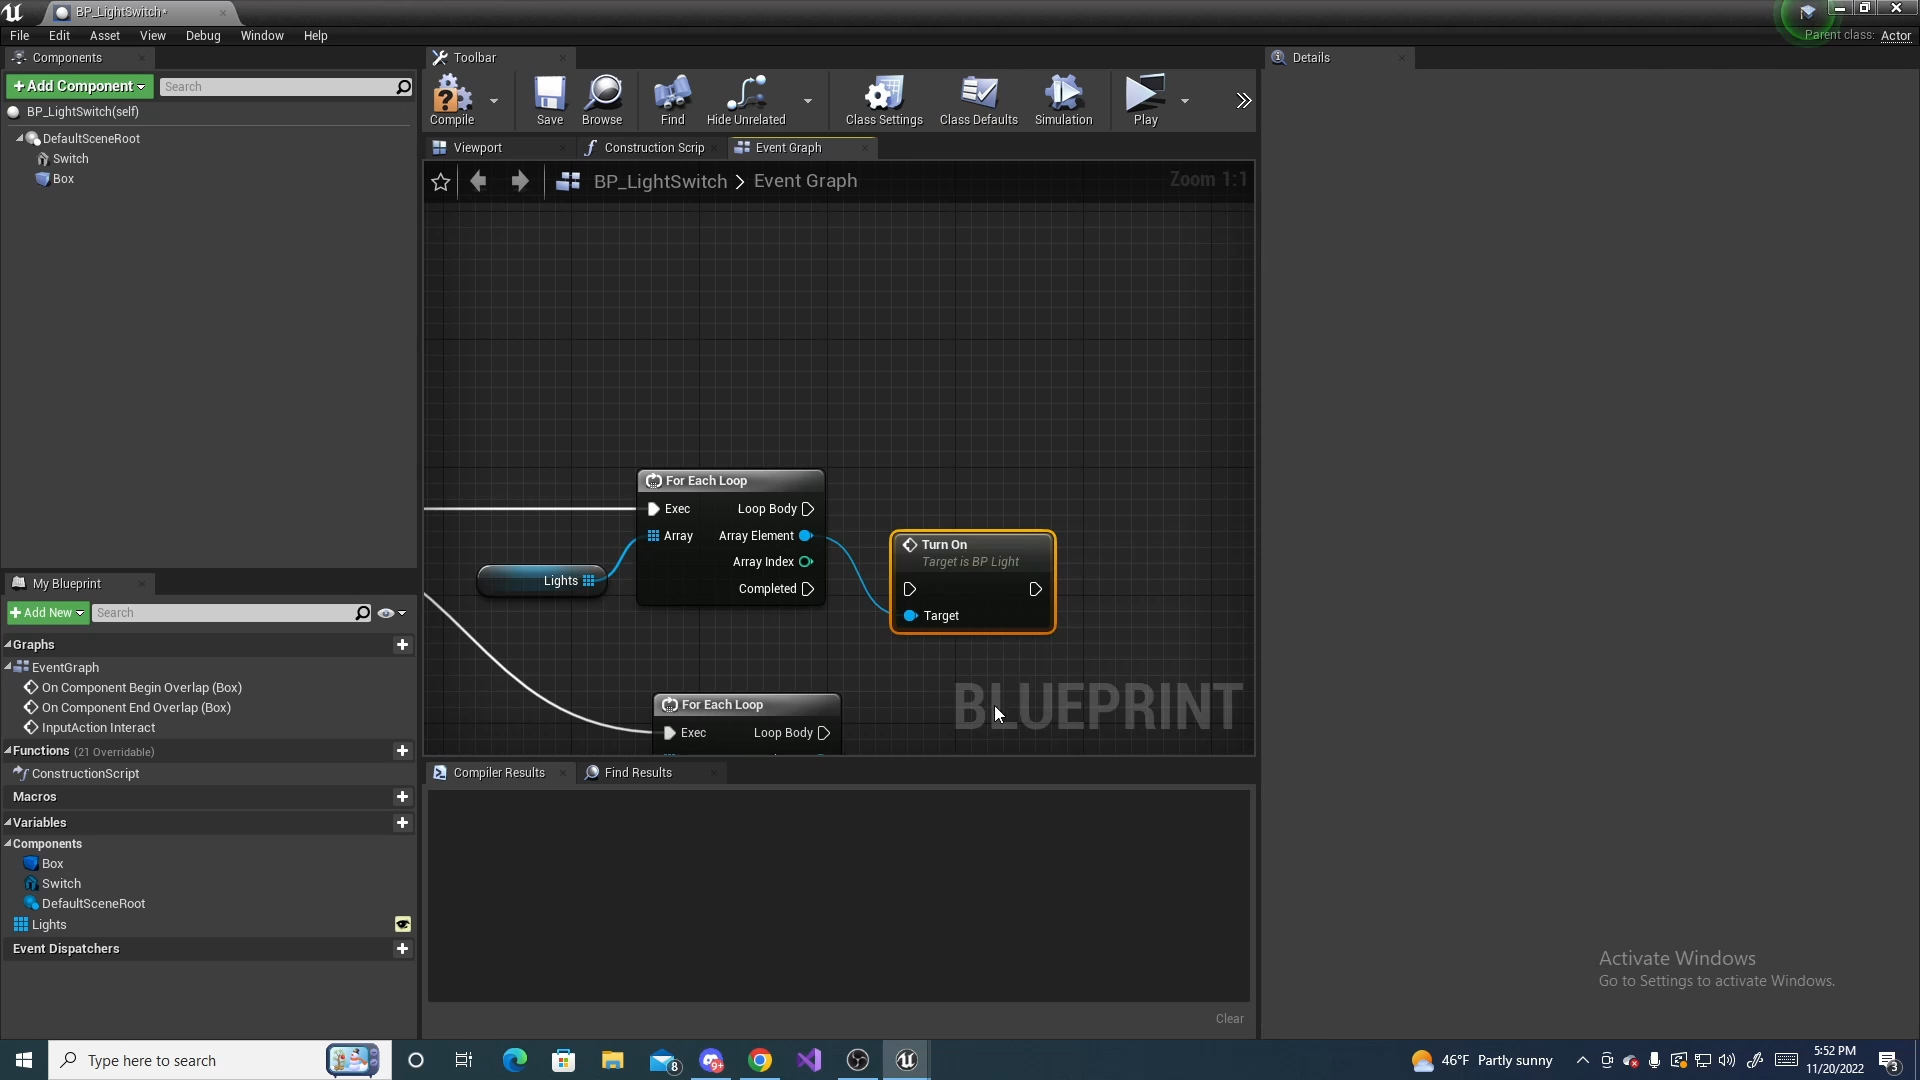 BP_LightSwitch*
File Edit Asset View Debug Window Help
Parent class: Actor
Components
Toolbar
Details
+Add Component
Search
Compile
Save
Browse
Find
Hide Unrelated
Class Settings
Class Defaults
Simulation
Play
BP_LightSwitch(self)
DefaultSceneRoot
Switch
Box
Viewport
Construction Scrip
Event Graph
BP_LightSwitch > Event Graph
Zoom 1:1
For Each Loop
Exec
Loop Body
Array
Array Element
Array Index
Completed
Lights
Turn On
Target is BP Light
Target
For Each Loop
Exec
Loop Body
BLUEPRINT
My Blueprint
+Add New
Search
Graphs
EventGraph
On Component Begin Overlap (Box)
On Component End Overlap (Box)
InputAction Interact
Functions (21 Overridable)
ConstructionScript
Macros
Variables
Components
Box
Switch
DefaultSceneRoot
Lights
Event Dispatchers
Compiler Results
Find Results
Clear
Activate Windows
Go to Settings to activate Windows.
Type here to search
8
9+
46°F Partly sunny
5:52 PM
11/20/2022
3